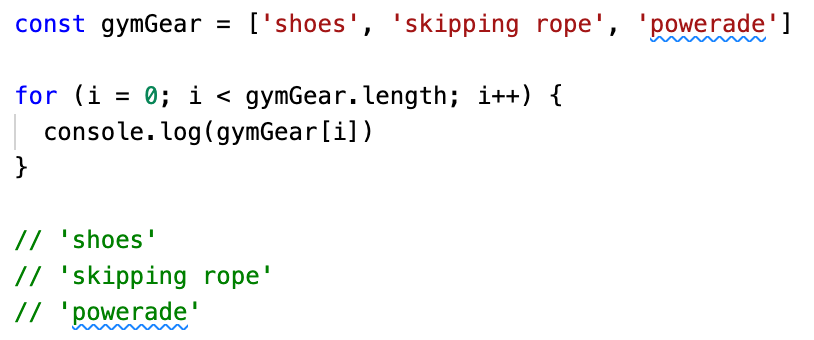 const gymGear = ['shoes', 'skipping rope', 'powerade']
for (i = 0; i < gymGear.length; i++) {
console.log(gymGear[i])
}
// 'shoes'
// 'skipping rope'
// 'powerade'